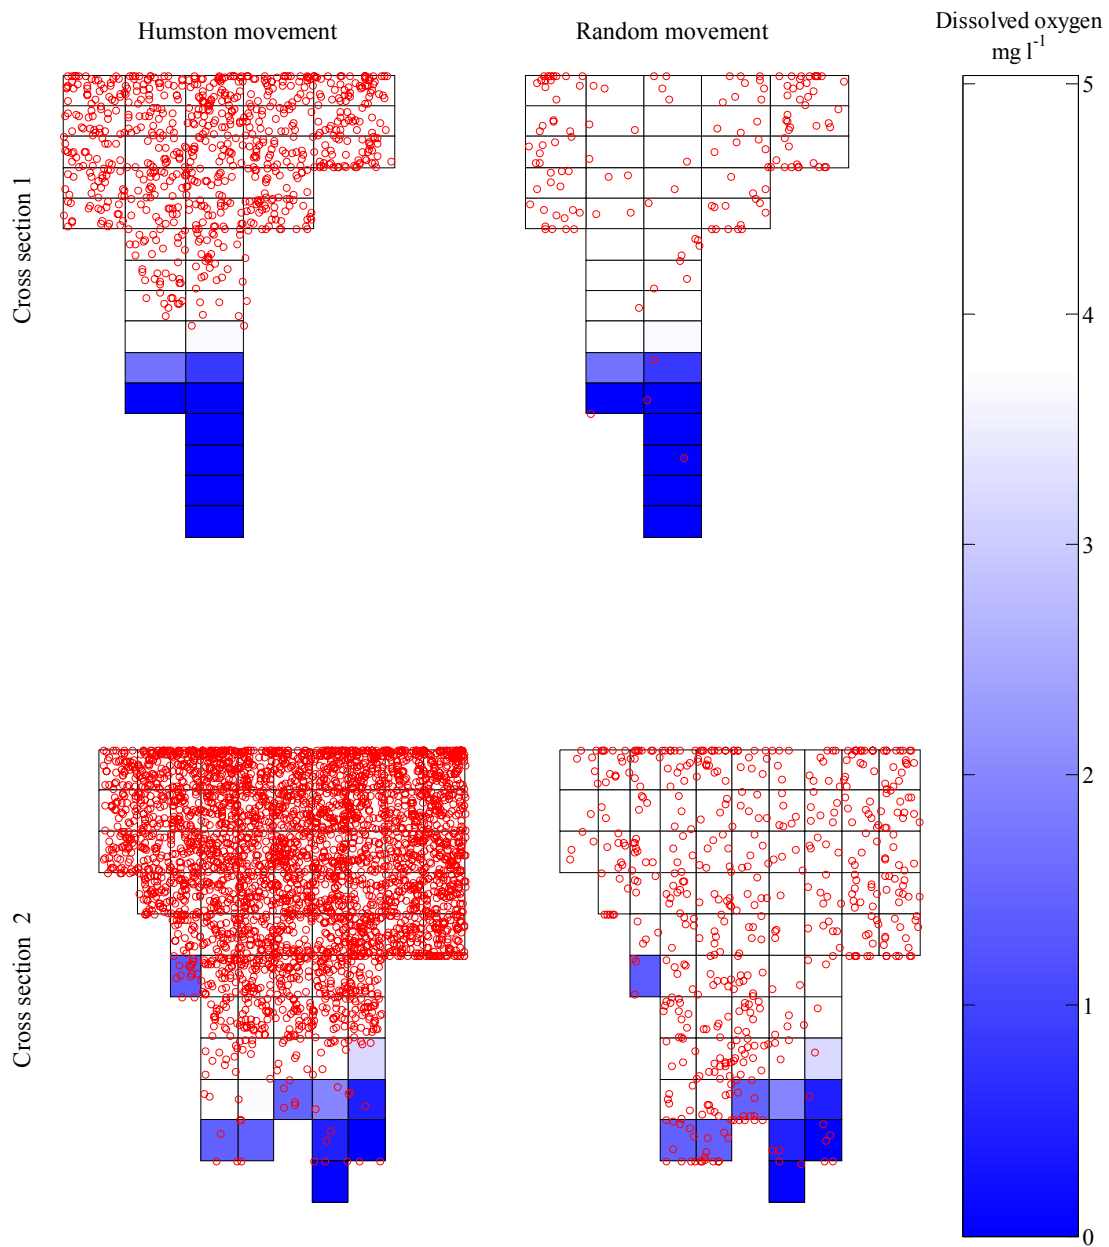 Humston movement
Random movement
Dissolved oxygen
mg l⁻¹
Cross section 1
Cross section 2
5
4
3
2
1
0